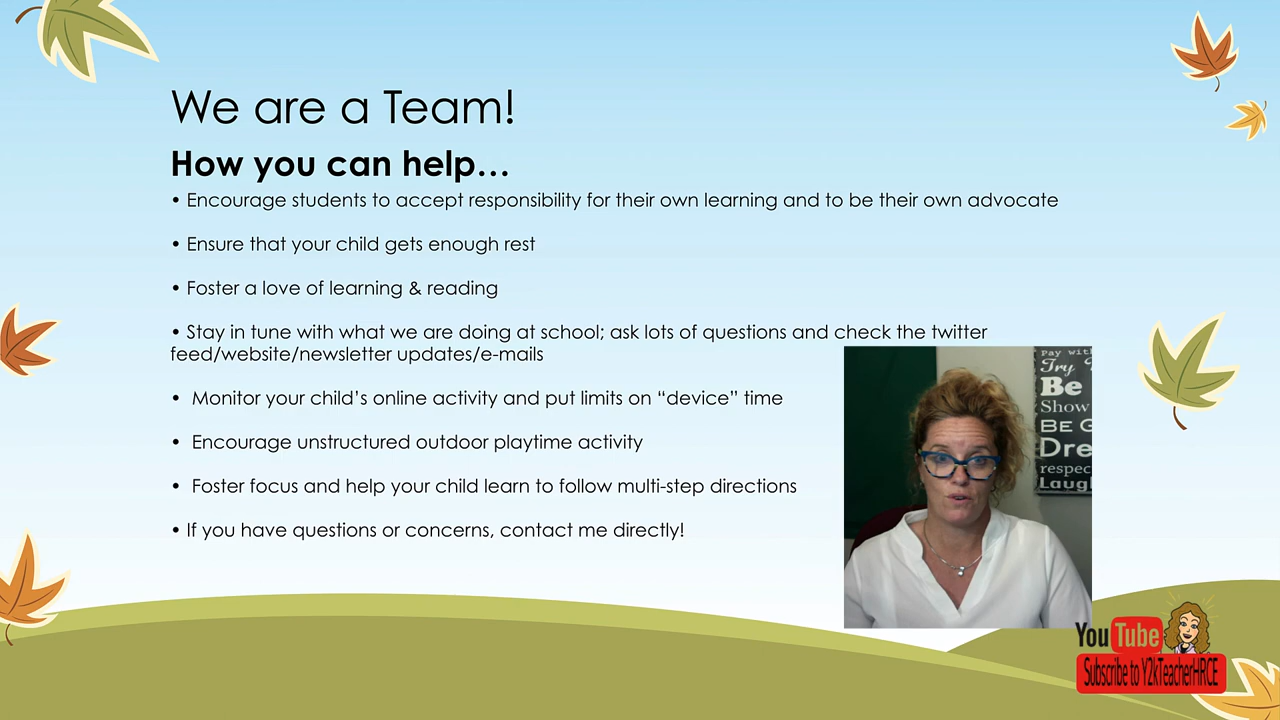 We are a Team!
How you can help...
• Encourage students to accept responsibility for their own learning and to be their own advocate
• Ensure that your child gets enough rest
• Foster a love of learning & reading
• Stay in tune with what we are doing at school; ask lots of questions and check the twitter
feed/website/newsletter updates/e-mails
• Monitor your child's online activity and put limits on “device” time
• Encourage unstructured outdoor playtime activity
• Foster focus and help your child learn to follow multi-step directions
• If you have questions or concerns, contact me directly!
Pay with
Try
Be
Show
BE G
Dre
respec
Laugh
YouTube
Subscribe to Y2kTeacherHRCE